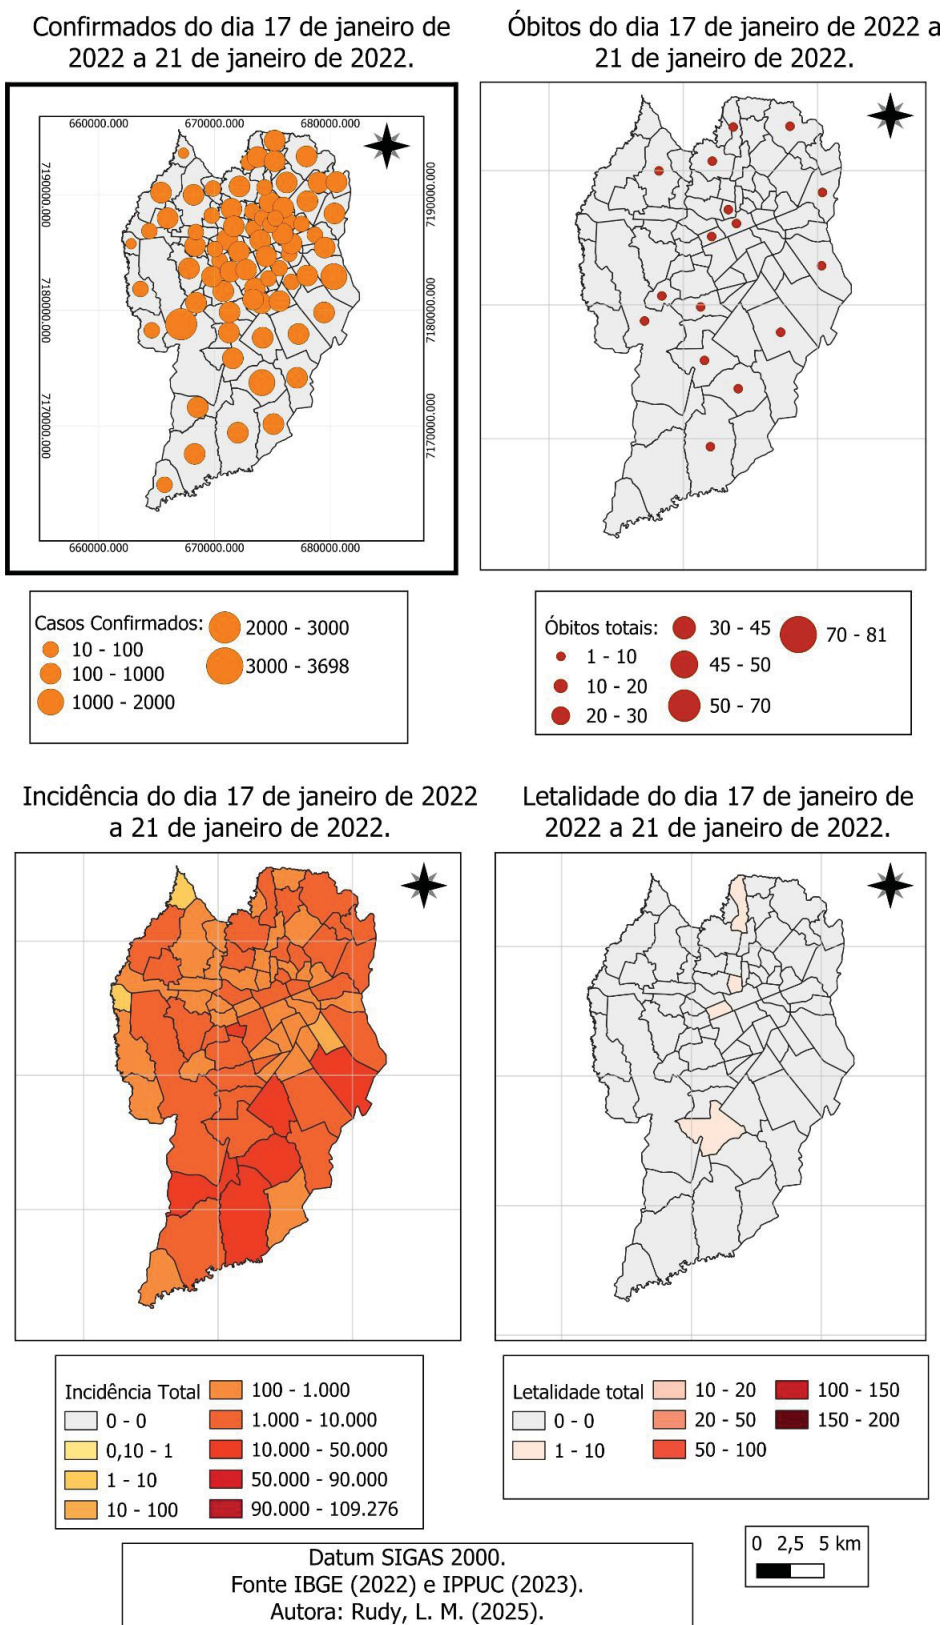 Confirmados do dia 17 de janeiro de
2022 a 21 de janeiro de 2022.
Óbitos do dia 17 de janeiro de 2022 a
21 de janeiro de 2022.
660000.000
670000.000
680000.000
7190000.000
7190000.000
7180000.000
7180000.000
7170000.000
7170000.000
660000.000
670000.000
680000.000
Casos Confirmados:
10 - 100
100 - 1000
1000 - 2000
2000 - 3000
3000 - 3698
Óbitos totais:
1 - 10
10 - 20
20 - 30
30 - 45
45 - 50
50 - 70
70 - 81
Incidência do dia 17 de janeiro de 2022
a 21 de janeiro de 2022.
Letalidade do dia 17 de janeiro de
2022 a 21 de janeiro de 2022.
Incidência Total
0 - 0
0,10 - 1
1 - 10
10 - 100
100 - 1.000
1.000 - 10.000
10.000 - 50.000
50.000 - 90.000
90.000 - 109.276
Letalidade total
0 - 0
1 - 10
10 - 20
20 - 50
50 - 100
100 - 150
150 - 200
0 2,5 5 km
Datum SIGAS 2000.
Fonte IBGE (2022) e IPPUC (2023).
Autora: Rudy, L. M. (2025).